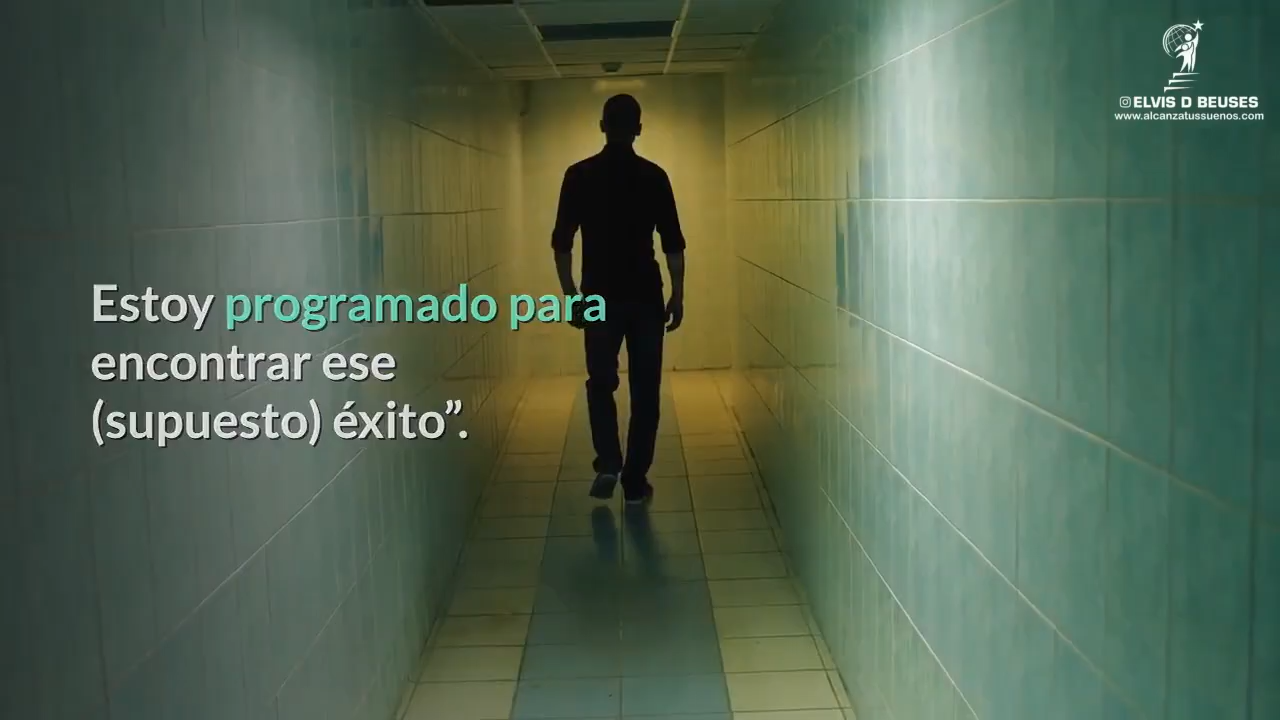 ELVIS D BEUSES
www.alcanzatussuenos.com
Estoy programado para
encontrar ese
(supuesto) éxito”.